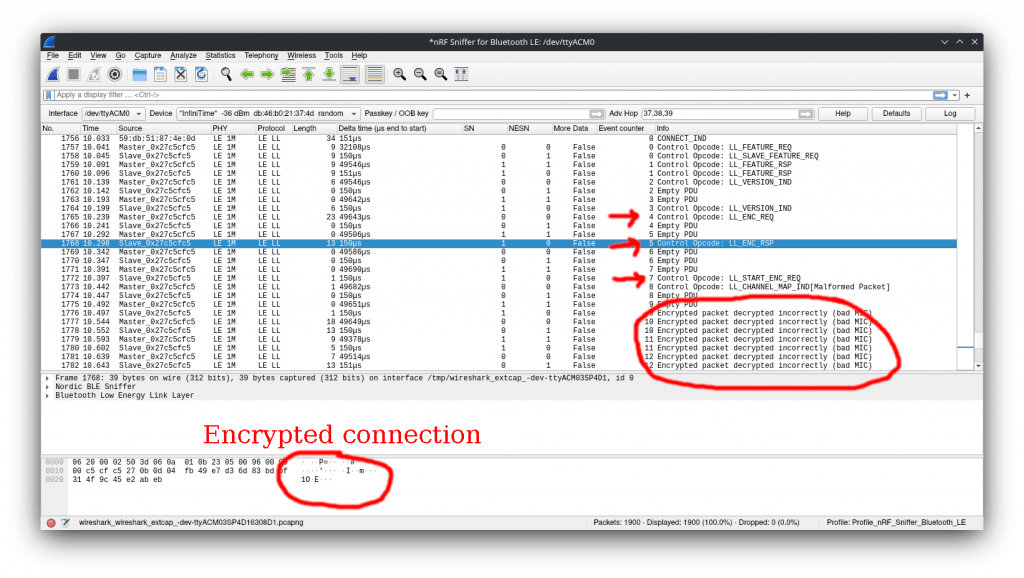 *nRF Sniffer for Bluetooth LE: /dev/ttyACM0
File Edit View Go Capture Analyze Statistics Telephony Wireless Tools Help
Apply a display filter ... <Ctrl-/>
Interface /dev/ttyACM0 Device "InfiniTime" -36 dBm db:46:b0:21:37:4d random Passkey / OOB key Adv Hop 37,38,39 Help Defaults Log
No. Time Source PHY Protocol Length Delta time (µs end to start) SN NESN More Data Event counter Info
1756 10.033 59:db:51:87:4e:0d LE 1M LE LL 34 151µs 0 CONNECT_IND
1757 10.041 Master_0x27c5cfc5 LE 1M LE LL 9 32108µs 0 0 False 0 Control Opcode: LL_FEATURE_REQ
1758 10.045 Slave_0x27c5cfc5 LE 1M LE LL 9 150µs 0 1 False 0 Control Opcode: LL_SLAVE_FEATURE_REQ
1759 10.091 Master_0x27c5cfc5 LE 1M LE LL 9 49546µs 1 1 False 1 Control Opcode: LL_FEATURE_RSP
1760 10.096 Slave_0x27c5cfc5 LE 1M LE LL 9 151µs 1 0 False 1 Control Opcode: LL_FEATURE_RSP
1761 10.139 Master_0x27c5cfc5 LE 1M LE LL 6 49546µs 0 0 False 2 Control Opcode: LL_VERSION_IND
1762 10.142 Slave_0x27c5cfc5 LE 1M LE LL 0 150µs 0 1 False 2 Empty PDU
1763 10.193 Master_0x27c5cfc5 LE 1M LE LL 0 49642µs 1 1 False 3 Empty PDU
1764 10.199 Slave_0x27c5cfc5 LE 1M LE LL 6 150µs 1 0 False 3 Control Opcode: LL_VERSION_IND
1765 10.239 Master_0x27c5cfc5 LE 1M LE LL 23 49643µs 0 0 False 4 Control Opcode: LL_ENC_REQ
1766 10.241 Slave_0x27c5cfc5 LE 1M LE LL 0 150µs 0 1 False 4 Empty PDU
1767 10.292 Master_0x27c5cfc5 LE 1M LE LL 0 49506µs 1 1 False 5 Empty PDU
1768 10.298 Slave_0x27c5cfc5 LE 1M LE LL 13 150µs 1 0 False 5 Control Opcode: LL_ENC_RSP
1769 10.342 Master_0x27c5cfc5 LE 1M LE LL 0 49586µs 0 0 False 6 Empty PDU
1770 10.347 Slave_0x27c5cfc5 LE 1M LE LL 0 150µs 0 1 False 6 Empty PDU
1771 10.391 Master_0x27c5cfc5 LE 1M LE LL 0 49690µs 1 1 False 7 Empty PDU
1772 10.397 Slave_0x27c5cfc5 LE 1M LE LL 1 150µs 1 0 False 7 Control Opcode: LL_START_ENC_REQ
1773 10.442 Master_0x27c5cfc5 LE 1M LE LL 1 49682µs 0 0 False 8 Control Opcode: LL_CHANNEL_MAP_IND[Malformed Packet]
1774 10.447 Slave_0x27c5cfc5 LE 1M LE LL 0 150µs 0 1 False 8 Empty PDU
1775 10.492 Master_0x27c5cfc5 LE 1M LE LL 0 49651µs 1 1 False 9 Empty PDU
1776 10.497 Slave_0x27c5cfc5 LE 1M LE LL 1 150µs 1 0 False Encrypted packet decrypted incorrectly (bad MIC)
1777 10.544 Master_0x27c5cfc5 LE 1M LE LL 18 49649µs 0 0 False 10 Encrypted packet decrypted incorrectly (bad MIC)
1778 10.552 Slave_0x27c5cfc5 LE 1M LE LL 13 150µs 0 1 False 10 Encrypted packet decrypted incorrectly (bad MIC)
1779 10.593 Master_0x27c5cfc5 LE 1M LE LL 9 49378µs 1 1 False 11 Encrypted packet decrypted incorrectly (bad MIC)
1780 10.602 Slave_0x27c5cfc5 LE 1M LE LL 5 150µs 1 0 False 11 Encrypted packet decrypted incorrectly (bad MIC)
1781 10.639 Master_0x27c5cfc5 LE 1M LE LL 7 49514µs 0 0 False 12 Encrypted packet decrypted incorrectly (bad MIC)
1782 10.643 Slave_0x27c5cfc5 LE 1M LE LL 13 150µs 0 1 False 12 Encrypted packet decrypted incorrectly (bad MIC)
Frame 1768: 39 bytes on wire (312 bits), 39 bytes captured (312 bits) on interface /tmp/wireshark_extcap_-dev-ttyACM03SP4D1, id 0
Nordic BLE Sniffer
Bluetooth Low Energy Link Layer
Encrypted connection
0000 06 20 00 02 50 3d 06 0a 01 0b 23 05 00 96 00
0010 00 c5 cf c5 27 0b 0d 04 fb 49 e7 d3 6d 83 bd
0020 31 4f 9c 45 e2 ab eb
wireshark_wireshark_extcap_-dev-ttyACM03SP4D16308D1.pcapng Packets: 1900 · Displayed: 1900 (100.0%) · Dropped: 0 (0.0%) Profile: Profile_nRF_Sniffer_Bluetooth_LE